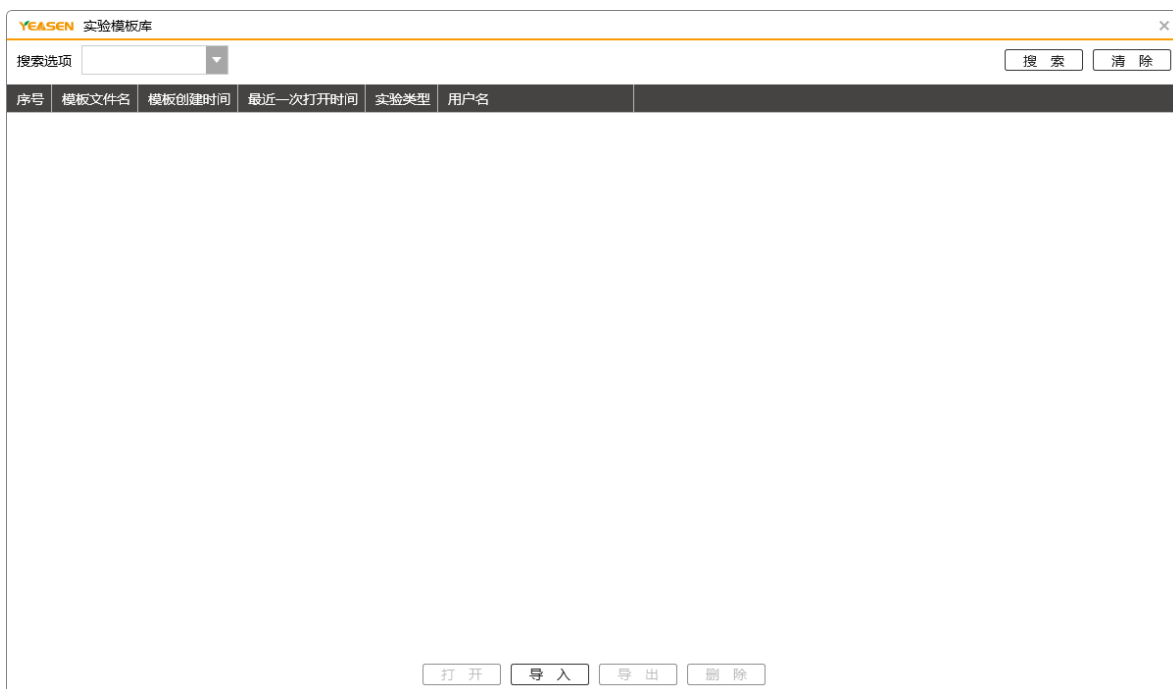 YEASEN 实验模板库
搜索选项 搜 索 清 除
序号 模板文件名 模板创建时间 最近一次打开时间 实验类型 用户名
打 开 导 入 导 出 删 除